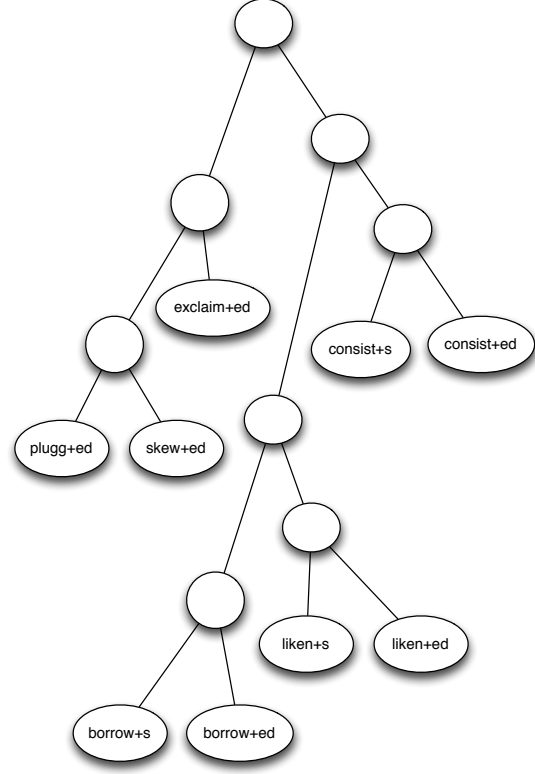 exclaim+ed
consist+s
consist+ed
plugg+ed
skew+ed
liken+s
liken+ed
borrow+s
borrow+ed